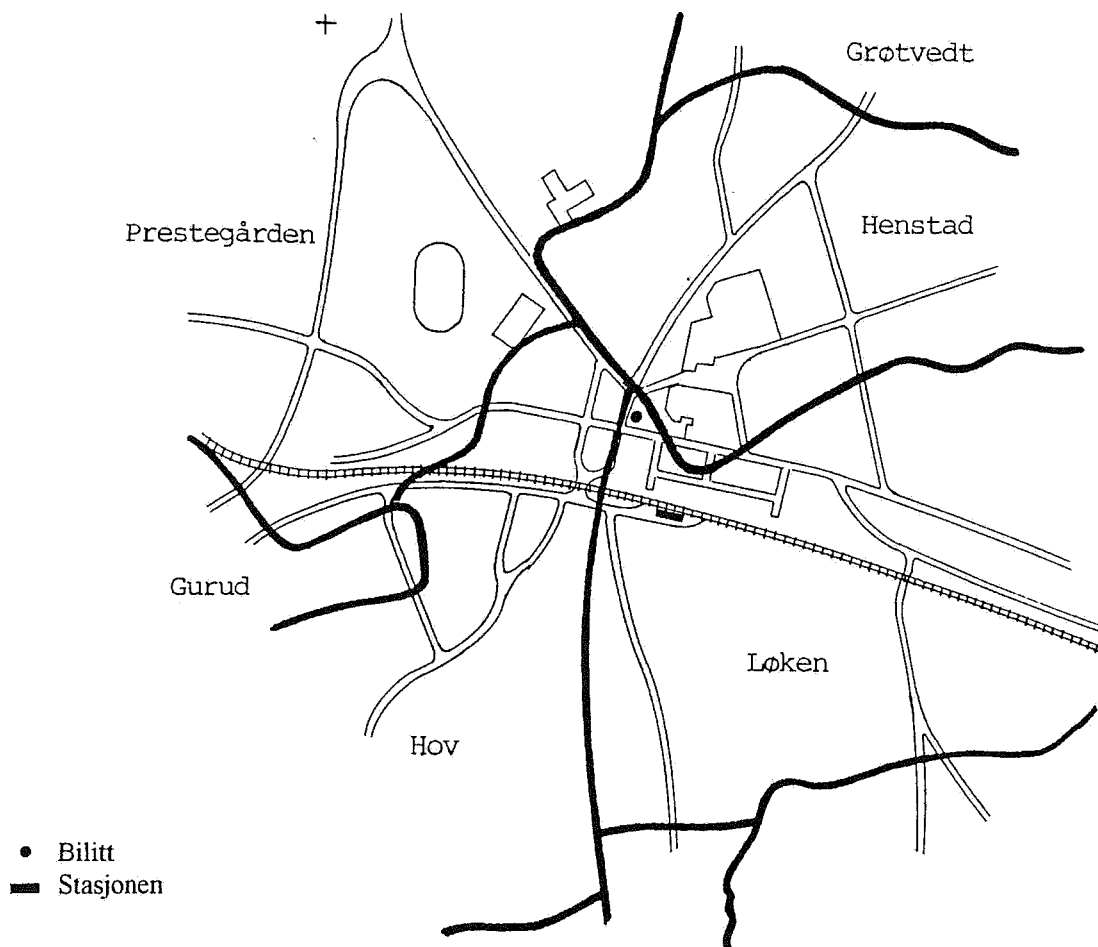 Grøtvedt
Prestegården
Henstad
Gurud
Løken
Hov
Bilitt
Stasjonen